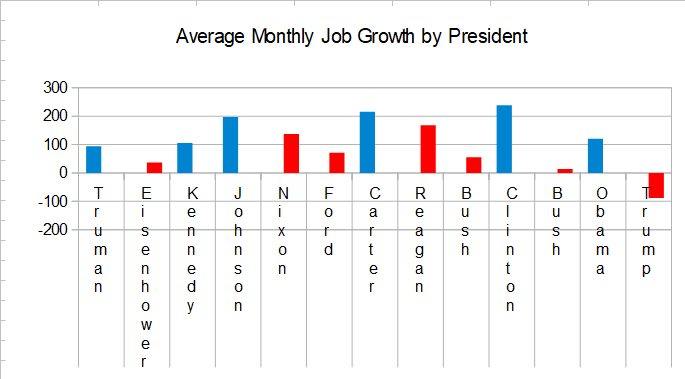 Average Monthly Job Growth by President
300
200
100
0
-100
-200
Truman
Eisenhower
Kennedy
Johnson
Nixon
Ford
Carter
Reagan
Bush
Clinton
Bush
Obama
Trump